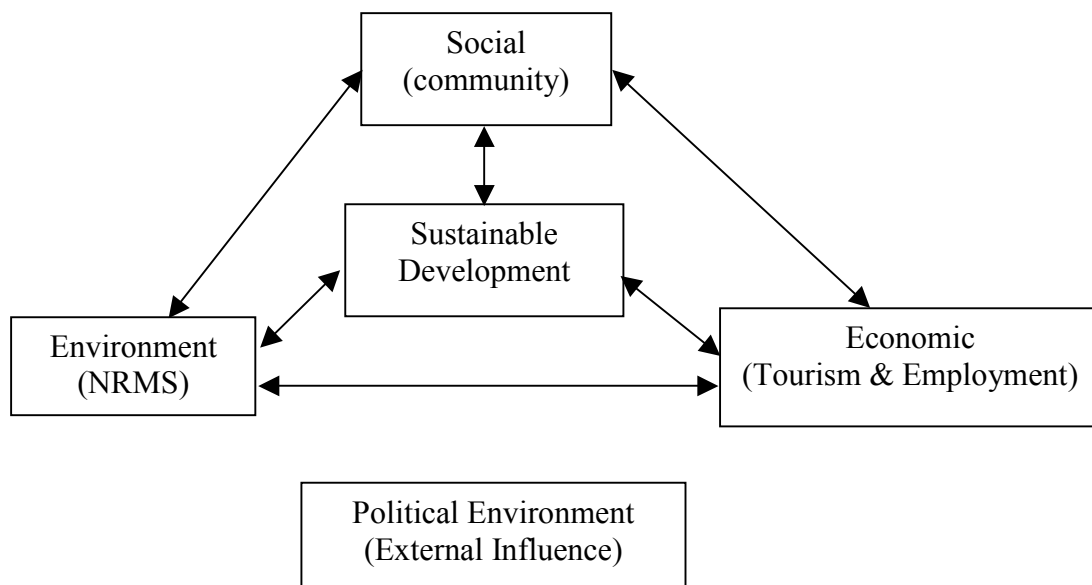 Social
(community)
Sustainable
Development
Environment
(NRMS)
Economic
(Tourism & Employment)
Political Environment
(External Influence)